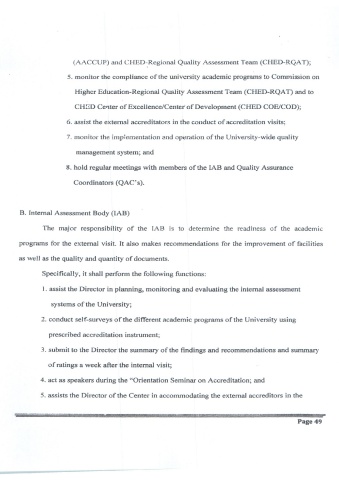 (AACCUP) and CHED-Regional Quality Assessment Team (CHED-RQAT);
5. monitor the compliance of the university academic programs to Commission on
Higher Education-Regional Quality Assessment Team (CHED-RQAT) and to
CHED Center of Excellence/Center of Development (CHED COE/COD);
6. assist the external accreditators in the conduct of accreditation visits;
7. monitor the implementation and operation of the University-wide quality
management system; and
8. hold regular meetings with members of the IAB and Quality Assurance
Coordinators (QAC's).
B. Internal Assessment Body (IAB)
The major responsibility of the IAB is to determine the readiness of the academic
programs for the external visit. It also makes recommendations for the improvement of facilities
as well as the quality and quantity of documents.
Specifically, it shall perform the following functions:
1. assist the Director in planning, monitoring and evaluating the internal assessment
systems of the University;
2. conduct self-surveys of the different academic programs of the University using
prescribed accreditation instrument;
3. submit to the Director the summary of the findings and recommendations and summary
of ratings a week after the internal visit;
4. act as speakers during the "Orientation Seminar on Accreditation; and
5. assists the Director of the Center in accommodating the external accreditors in the
Page 49